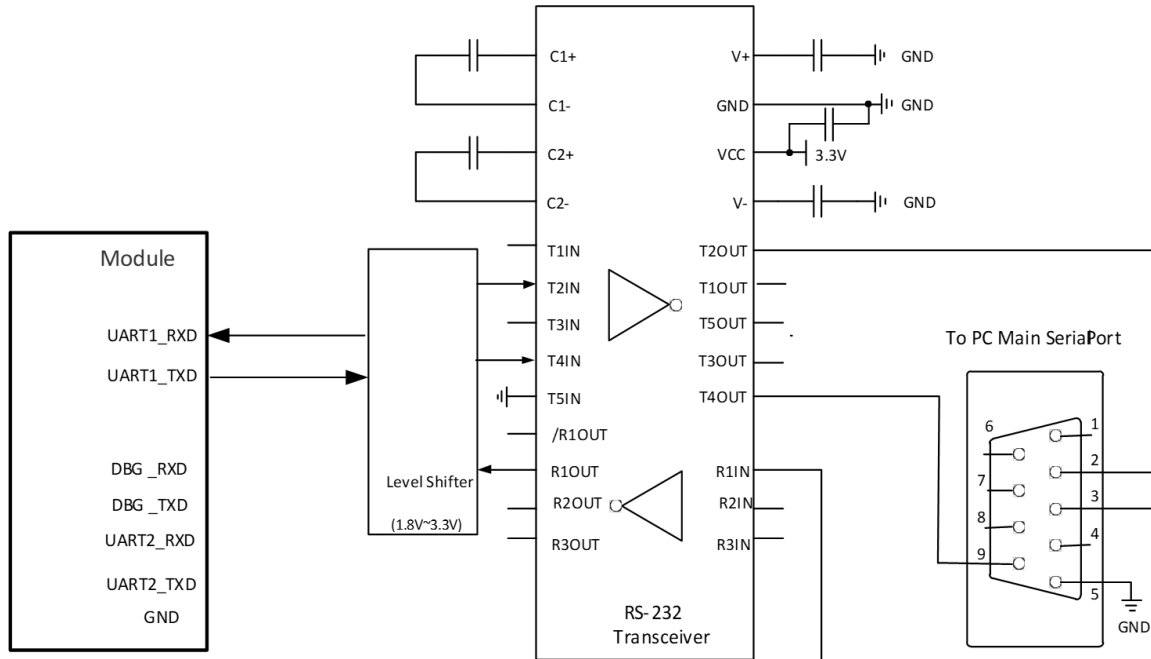 C1+
V+
GND
C1-
GND
GND
C2+
VCC
3.3V
C2-
V-
GND
Module
T1IN
T2OUT
T2IN
T1OUT
UART1_RXD
T3IN
T5OUT
To PC Main SerialPort
T4IN
T3OUT
UART1_TXD
T5IN
T4OUT
6
1
/R1OUT
2
DBG _RXD
Level Shifter
R1OUT
R1IN
7
3
DBG _TXD
(1.8V~3.3V)
R2OUT
R2IN
8
4
UART2_RXD
R3OUT
R3IN
9
UART2_TXD
5
GND
RS-232
Transceiver
GND